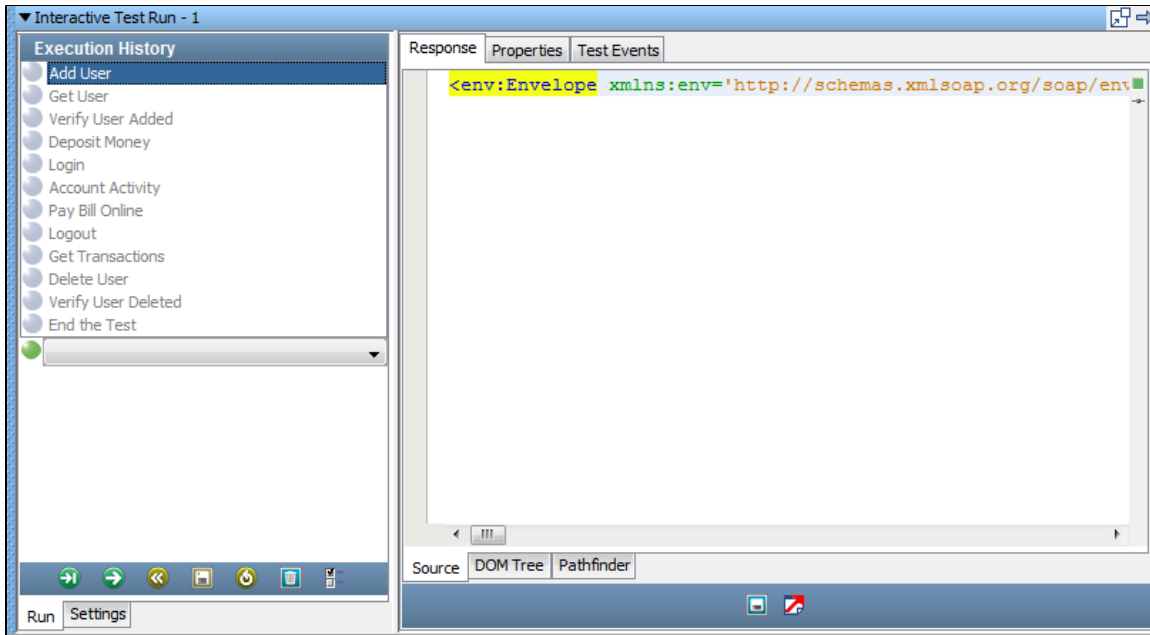 Interactive Test Run - 1
Execution History
Add User
Get User
Verify User Added
Deposit Money
Login
Account Activity
Pay Bill Online
Logout
Get Transactions
Delete User
Verify User Deleted
End the Test
Run Settings
Response Properties Test Events
<env:Envelope xmlns:env='http://schemas.xmlsoap.org/soap/env
Source DOM Tree Pathfinder